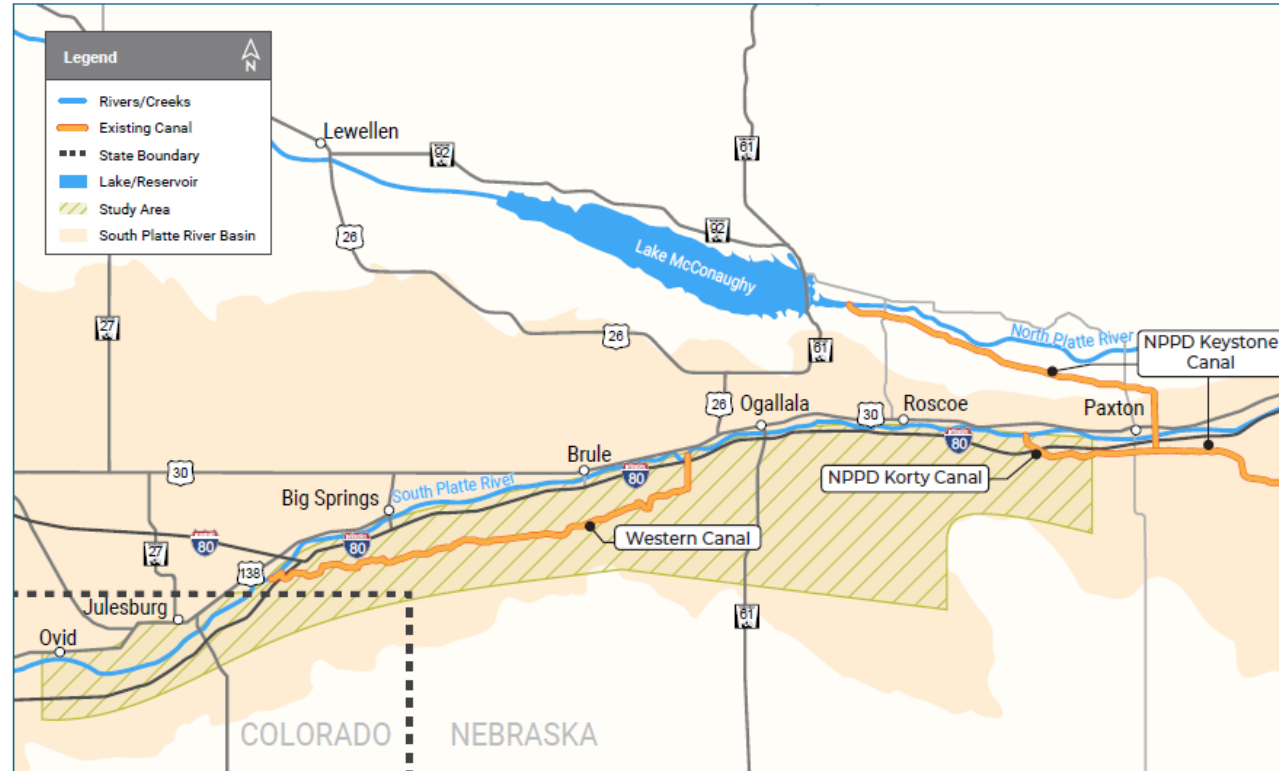 Legend
N
Rivers/Creeks
Existing Canal
State Boundary
Lake/Reservoir
Study Area
South Platte River Basin
Lewellen
92
61
26
92
Lake McConaughy
27
26
61
North Platte River
NPPD Keystone
Canal
26
Ogallala
30
Roscoe
Paxton
80
Brule
30
80
NPPD Korty Canal
Big Springs
South Platte River
Western Canal
27
80
80
138
Julesburg
61
Ovid
COLORADO
NEBRASKA